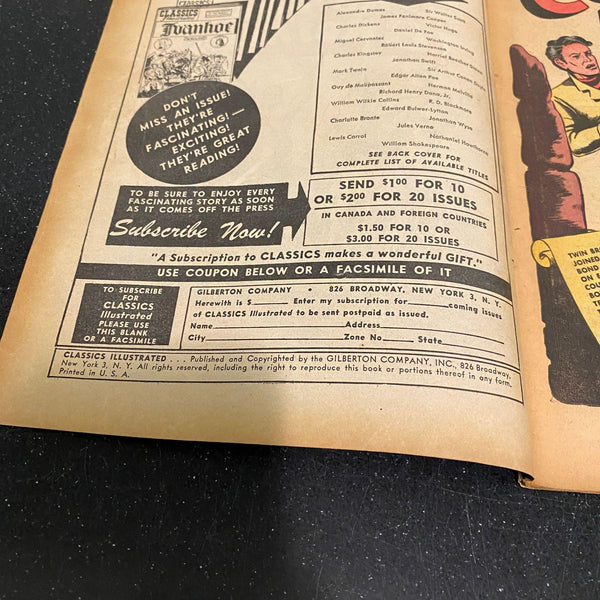 CLASSICS
CLASSICS
Ivanhoe
DON'T
MISS AN ISSUE!
THEY'RE
FASCINATING! —
EXCITING!
THEY'RE GREAT
READING!
Alexandre Dumas
Sir Walter Scott
James Fenimore Cooper
Charles Dickens
Victor Hugo
Daniel De Foe
Miguel Cervantes
Washington Irving
Robert Louis Stevenson
Charles Kingsley
Harriet Beecher
Jonathan Swift
Mark Twain
Sir Arthur Conan
Edgar Allan Poe
Guy de Maupassant
Herman Melville
Richard Henry Dana, Jr.
William Wilkie Collins
R. D. Blackmore
Edward Bulwer-Lytton
Charlotte Bronte
Jonathan Wyss
Jules Verne
Lewis Carrol
Nathaniel Hawthorne
William Shakespeare
SEE BACK COVER FOR
COMPLETE LIST OF AVAILABLE TITLES
TO BE SURE TO ENJOY EVERY
FASCINATING STORY AS SOON
AS IT COMES OFF THE PRESS
Subscribe Now!
SEND $1.00 FOR 10
OR $2.00 FOR 20 ISSUES
IN CANADA AND FOREIGN COUNTRIES
$1.50 FOR 10 OR
$3.00 FOR 20 ISSUES
"A Subscription to CLASSICS makes a wonderful GIFT."
USE COUPON BELOW OR A FACSIMILE OF IT
TO SUBSCRIBE
FOR
CLASSICS
Illustrated
PLEASE USE
THIS BLANK
OR A FACSIMILE
GILBERTON COMPANY • 826 BROADWAY, NEW YORK 3, N. Y.
Herewith is $ Enter my subscription for coming issues
of CLASSICS Illustrated to be sent postpaid as issued.
Name Address
City Zone No. State
CLASSICS ILLUSTRATED . . . Published and Copyrighted by the GILBERTON COMPANY, INC., 826 Broadway,
New York 3, N. Y. All rights reserved, including the right to reproduce this book or portions thereof in any form.
Printed in U. S. A.
TWIN
JOINED
BOND
ON